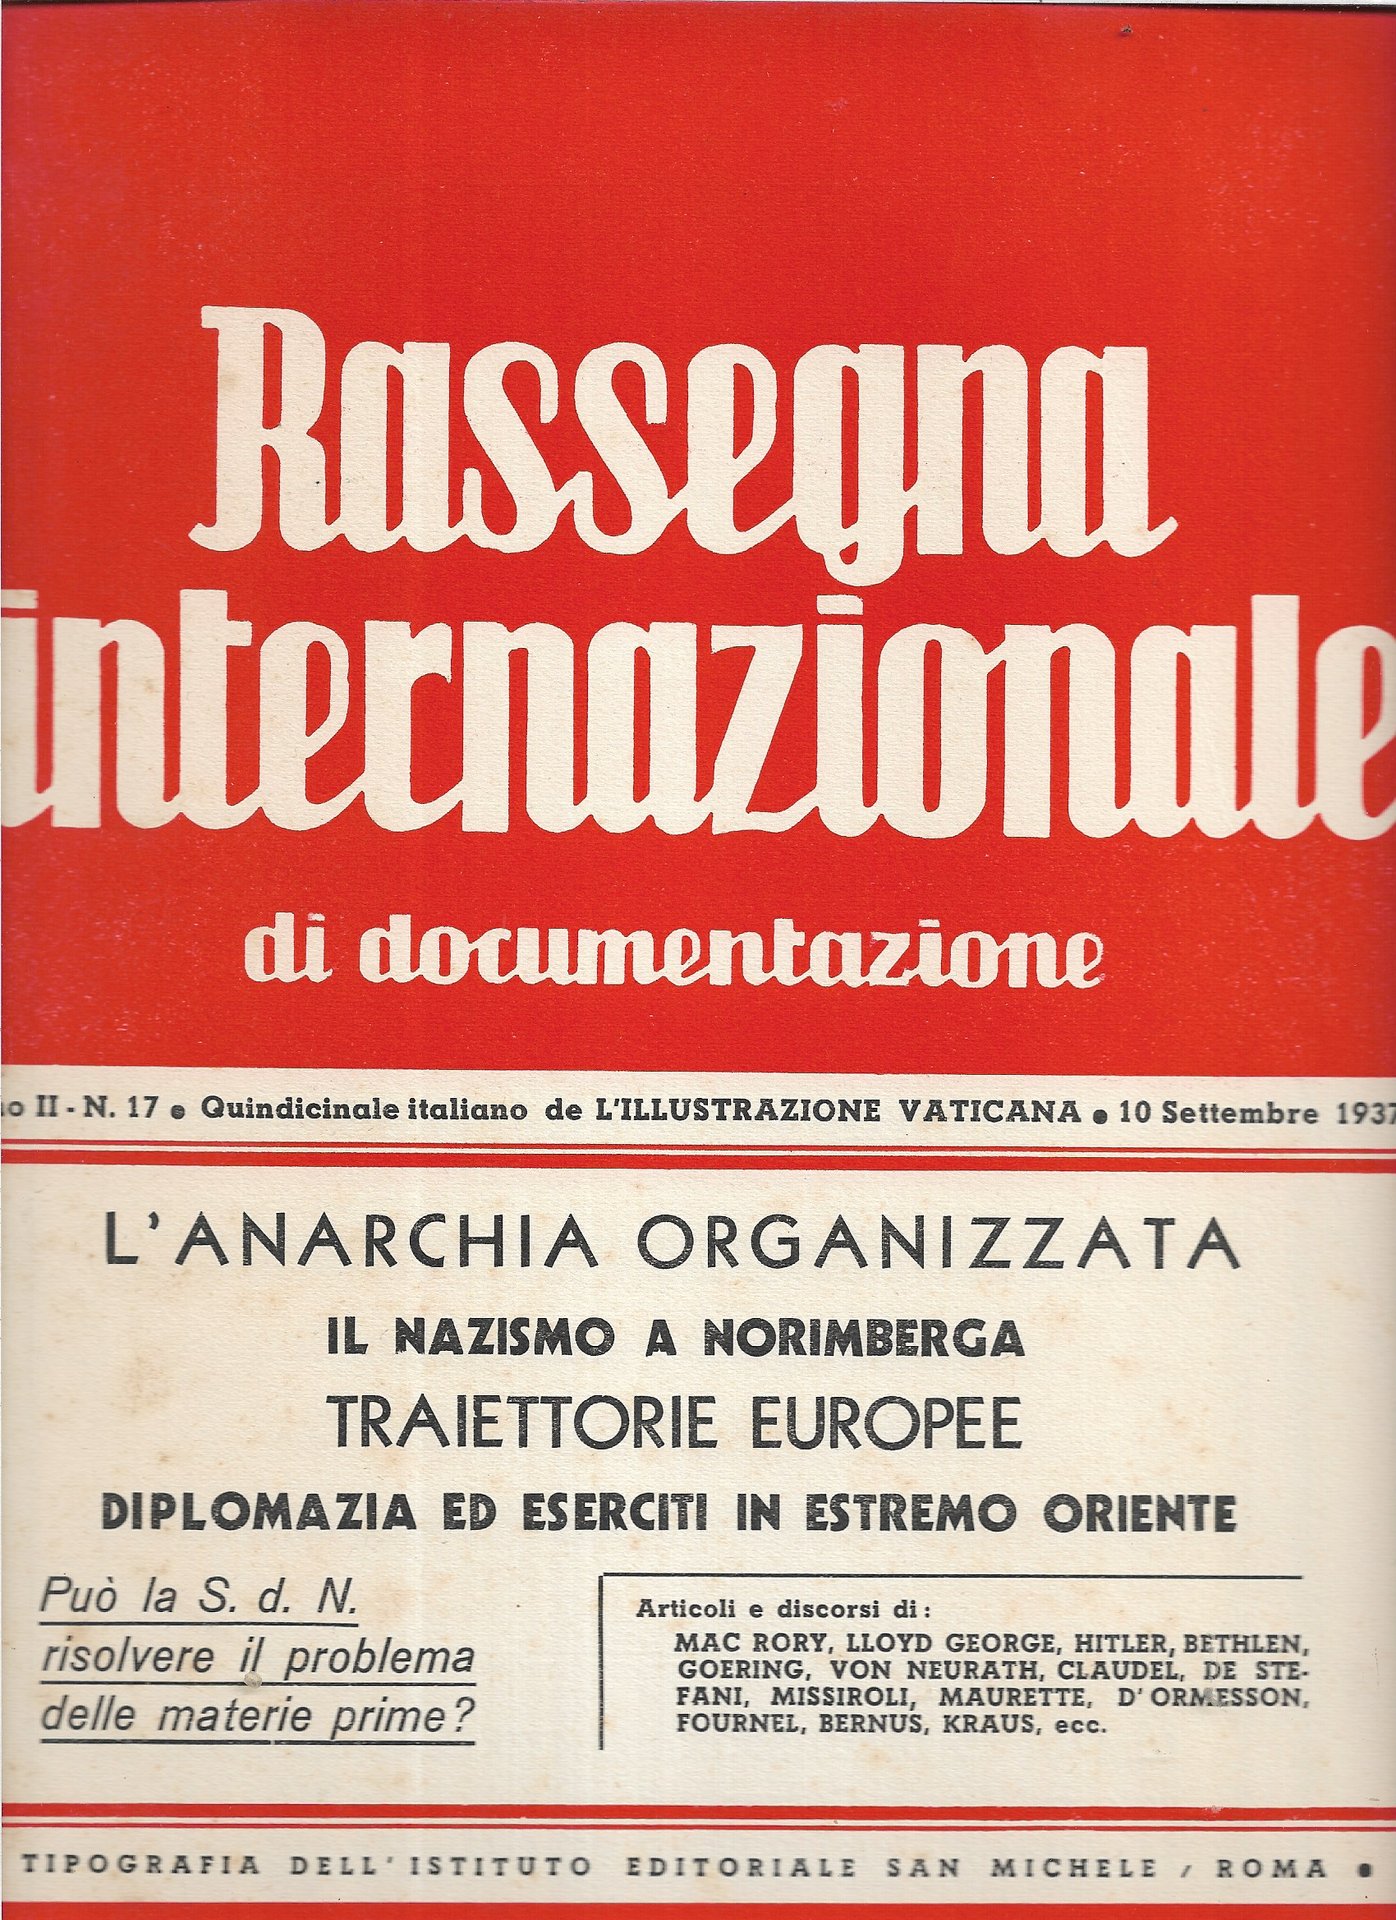 Rassegna
internazionale
di documentazione
II - N. 17 • Quindicinale italiano de L'ILLUSTRAZIONE VATICANA • 10 Settembre 1937
L'ANARCHIA ORGANIZZATA
IL NAZISMO A NORIMBERGA
TRAIETTORIE EUROPEE
DIPLOMAZIA ED ESERCITI IN ESTREMO ORIENTE
Può la S. d. N.
risolvere il problema
delle materie prime?
Articoli e discorsi di:
MAC RORY, LLOYD GEORGE, HITLER, BETHLEN,
GOERING, VON NEURATH, CLAUDEL, DE STE-
FANI, MISSIROLI, MAURETTE, D'ORMESSON,
FOURNEL, BERNUS, KRAUS, ecc.
TIPOGRAFIA DELL'ISTITUTO EDITORIALE SAN MICHELE / ROMA •